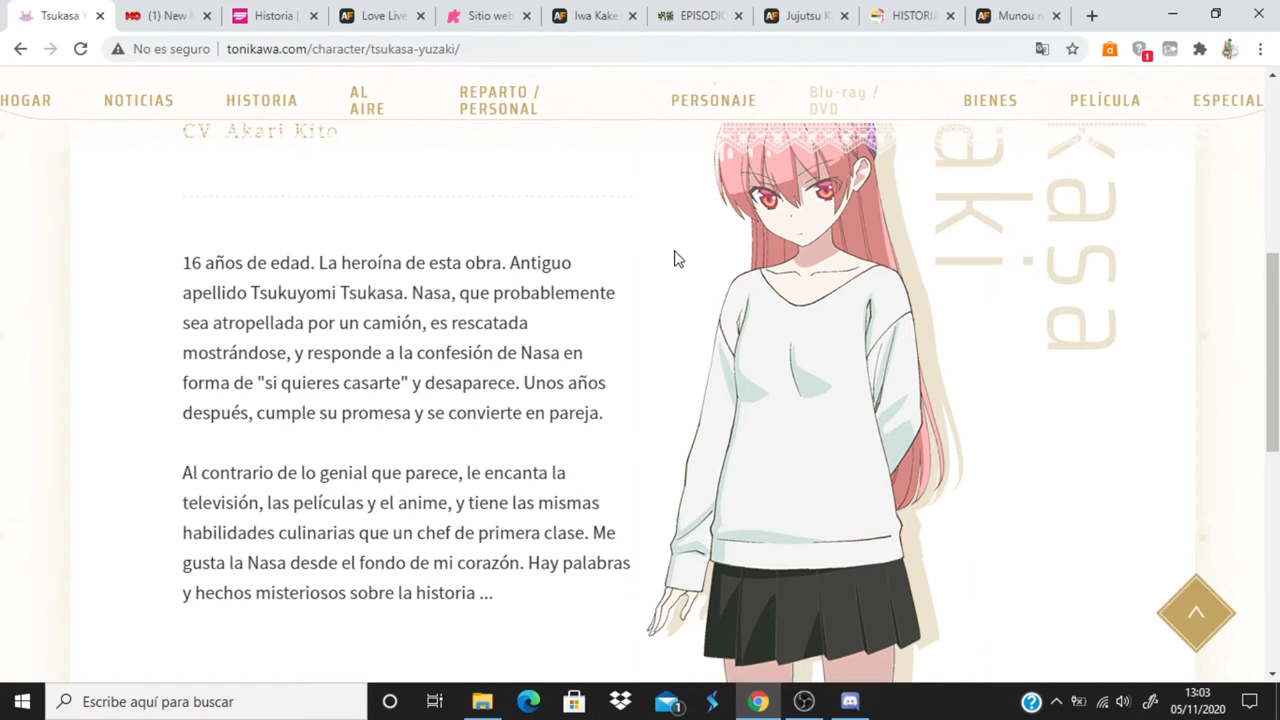 Tsukasa Y
(1) New
Historia
Love Live
Sitio web
Iwa Kake
EPISODIO
Jujutsu K
HISTORIA
Munou n
No es seguro
tonikawa.com/character/tsukasa-yuzaki/
1
HOGAR
NOTICIAS
HISTORIA
AL
AIRE
REPARTO /
PERSONAL
PERSONAJE
Blu-ray /
DVD
BIENES
PELÍCULA
ESPECIAL
CV Akari Kito
kasa
aki
16 años de edad. La heroína de esta obra. Antiguo
apellido Tsukuyomi Tsukasa. Nasa, que probablemente
sea atropellada por un camión, es rescatada
mostrándose, y responde a la confesión de Nasa en
forma de "si quieres casarte" y desaparece. Unos años
después, cumple su promesa y se convierte en pareja.
Al contrario de lo genial que parece, le encanta la
televisión, las películas y el anime, y tiene las mismas
habilidades culinarias que un chef de primera clase. Me
gusta la Nasa desde el fondo de mi corazón. Hay palabras
y hechos misteriosos sobre la historia ...
Escribe aquí para buscar
1
13:03
05/11/2020